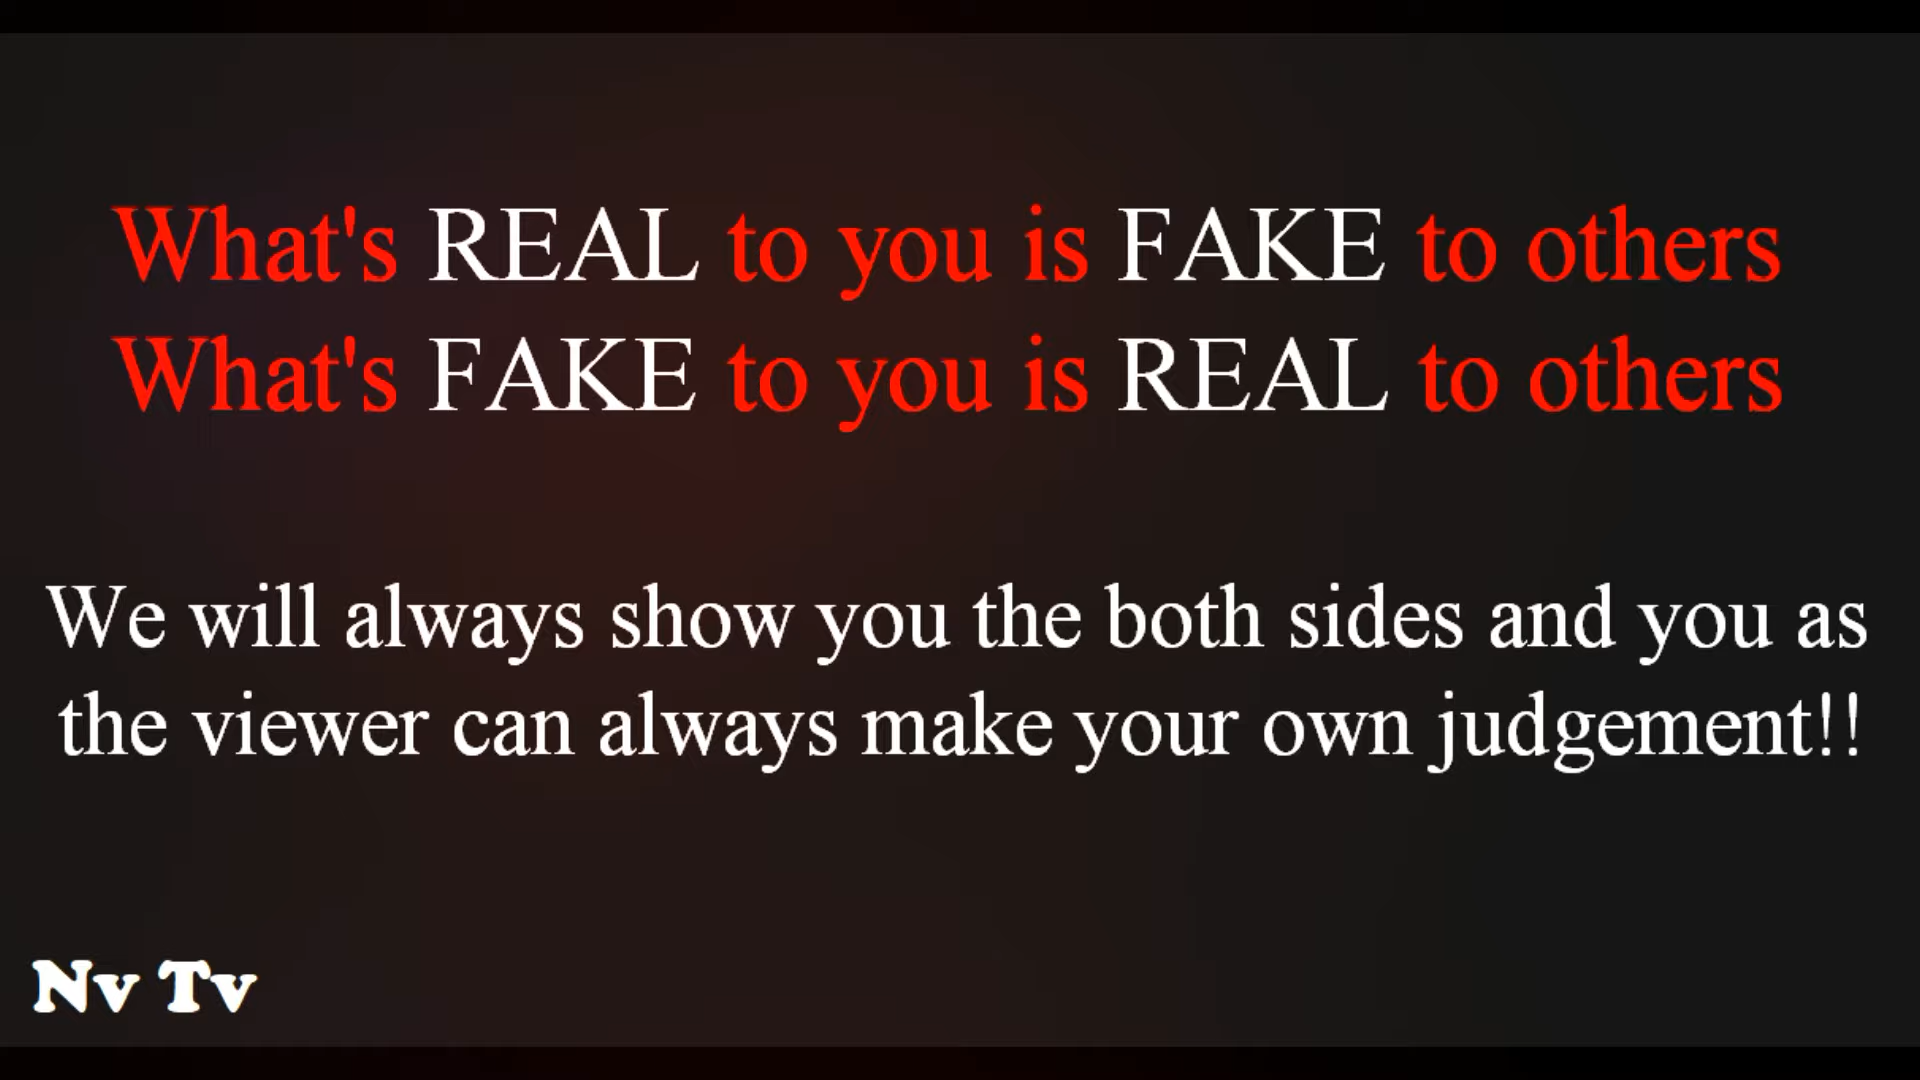 What's REAL to you is FAKE to others
What's FAKE to you is REAL to others
We will always show you the both sides and you as
the viewer can always make your own judgement!!
Nv Tv